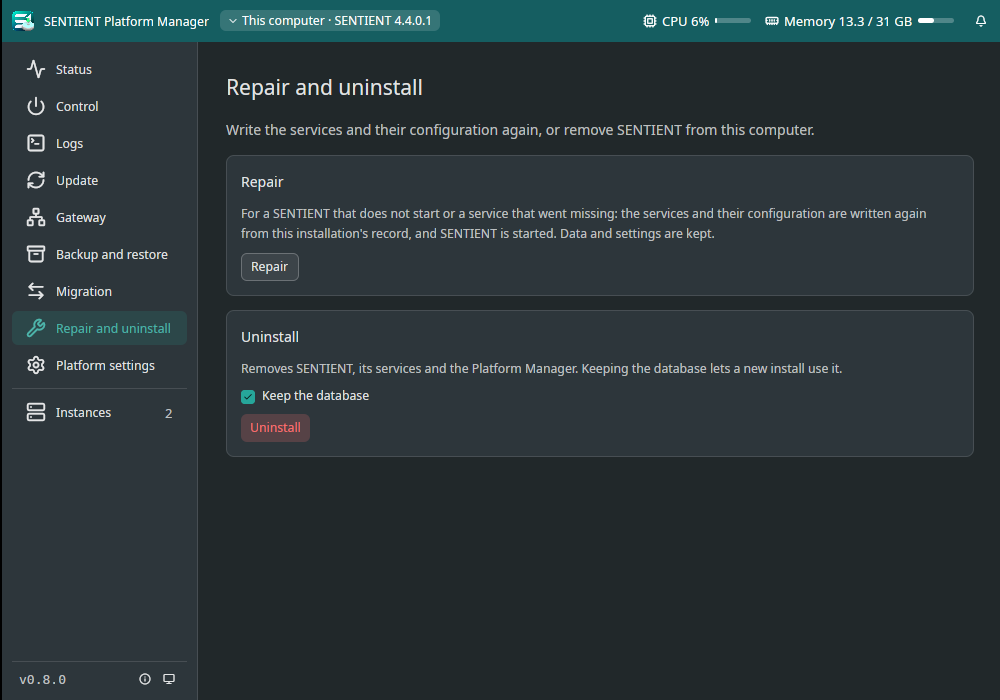 SENTIENT Platform Manager
This computer · SENTIENT 4.4.0.1
CPU 6%
Memory 13.3 / 31 GB
Status
Control
Logs
Update
Gateway
Backup and restore
Migration
Repair and uninstall
Platform settings
Instances 2
v0.8.0
Repair and uninstall
Write the services and their configuration again, or remove SENTIENT from this computer.
Repair
For a SENTIENT that does not start or a service that went missing: the services and their configuration are written again
from this installation's record, and SENTIENT is started. Data and settings are kept.
Repair
Uninstall
Removes SENTIENT, its services and the Platform Manager. Keeping the database lets a new install use it.
Keep the database
Uninstall